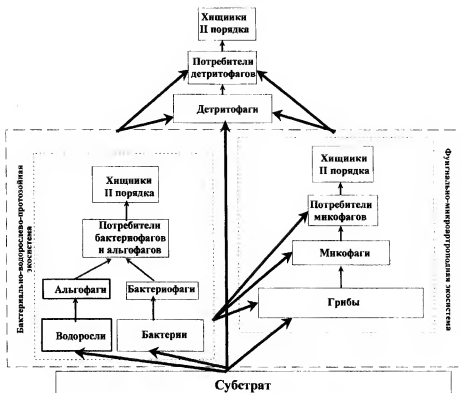 Хищники
II порядка
Потребители
детритофагов
Детритофаги
Бактериально-водорослево-протозойная
экосистема
Хищники
II порядка
Потребители
бактериофагов
и альгофагов
Альгофаги
Бактериофаги
Водоросли
Бактерии
Хищники
II порядка
Потребители
микофагов
Микофаги
Грибы
Фунгиально-микроартроподная экосистема
Субстрат